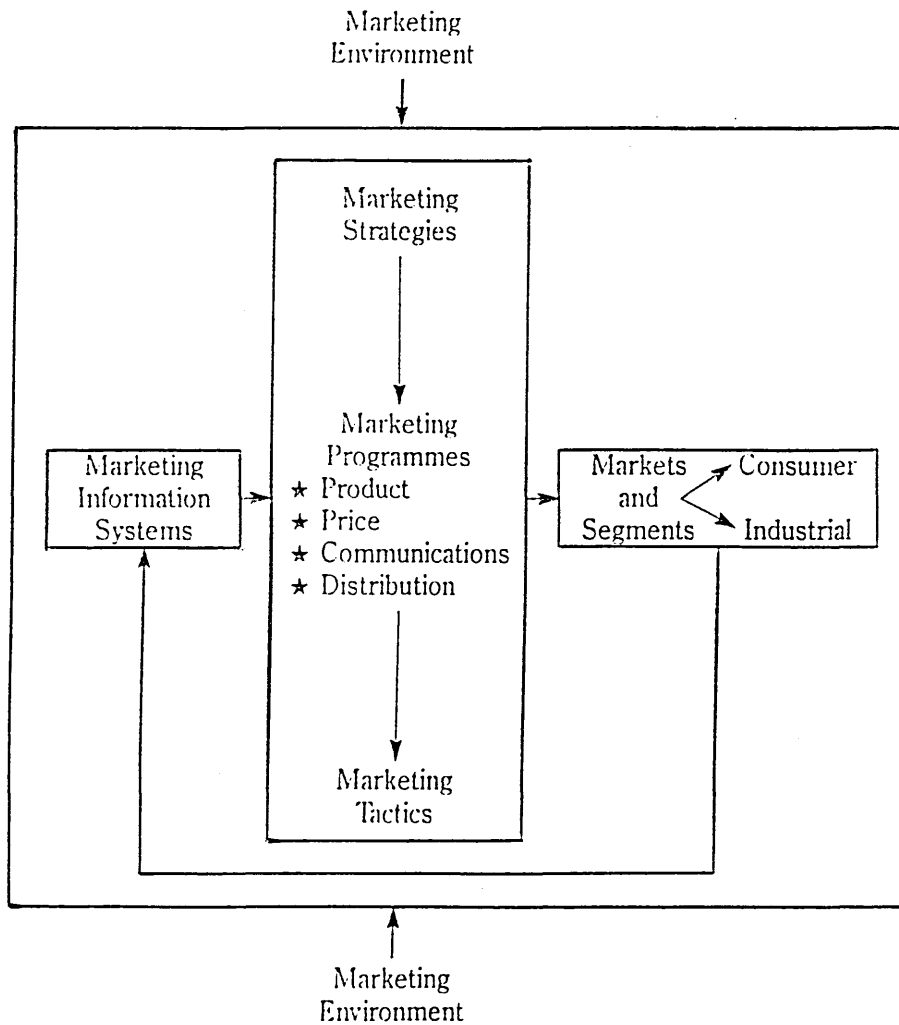 Marketing
Environment
Marketing
Strategies
Marketing
Programmes
★ Product
★ Price
★ Communications
★ Distribution
Marketing
Tactics
Marketing
Information
Systems
Markets
and
Segments
Consumer
Industrial
Marketing
Environment